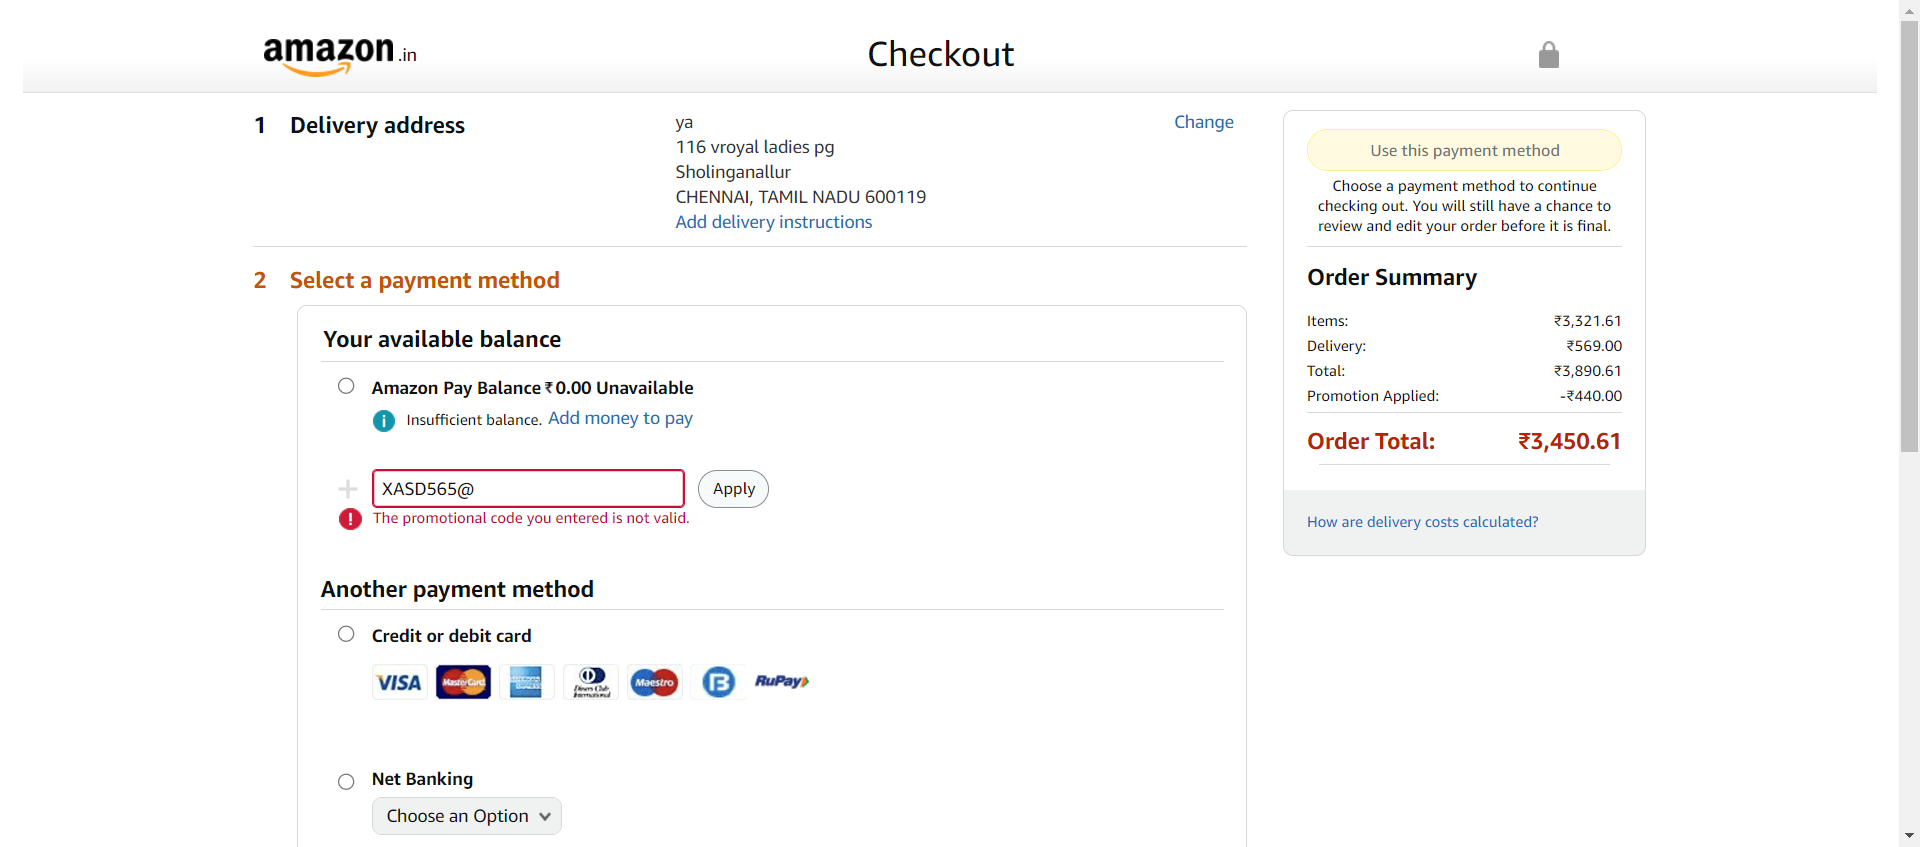 amazon.in
Checkout
1 Delivery address
ya
116 vroyal ladies pg
Sholinganallur
CHENNAI, TAMIL NADU 600119
Add delivery instructions
Change
2 Select a payment method
Your available balance
Amazon Pay Balance ₹0.00 Unavailable
i Insufficient balance. Add money to pay
XASD565@
Apply
! The promotional code you entered is not valid.
Another payment method
Credit or debit card
VISA MasterCard AMERICAN EXPRESS Diners Club International Maestro B RuPay
Net Banking
Choose an Option
Use this payment method
Choose a payment method to continue
checking out. You will still have a chance to
review and edit your order before it is final.
Order Summary
Items: ₹3,321.61
Delivery: ₹569.00
Total: ₹3,890.61
Promotion Applied: -₹440.00
Order Total: ₹3,450.61
How are delivery costs calculated?